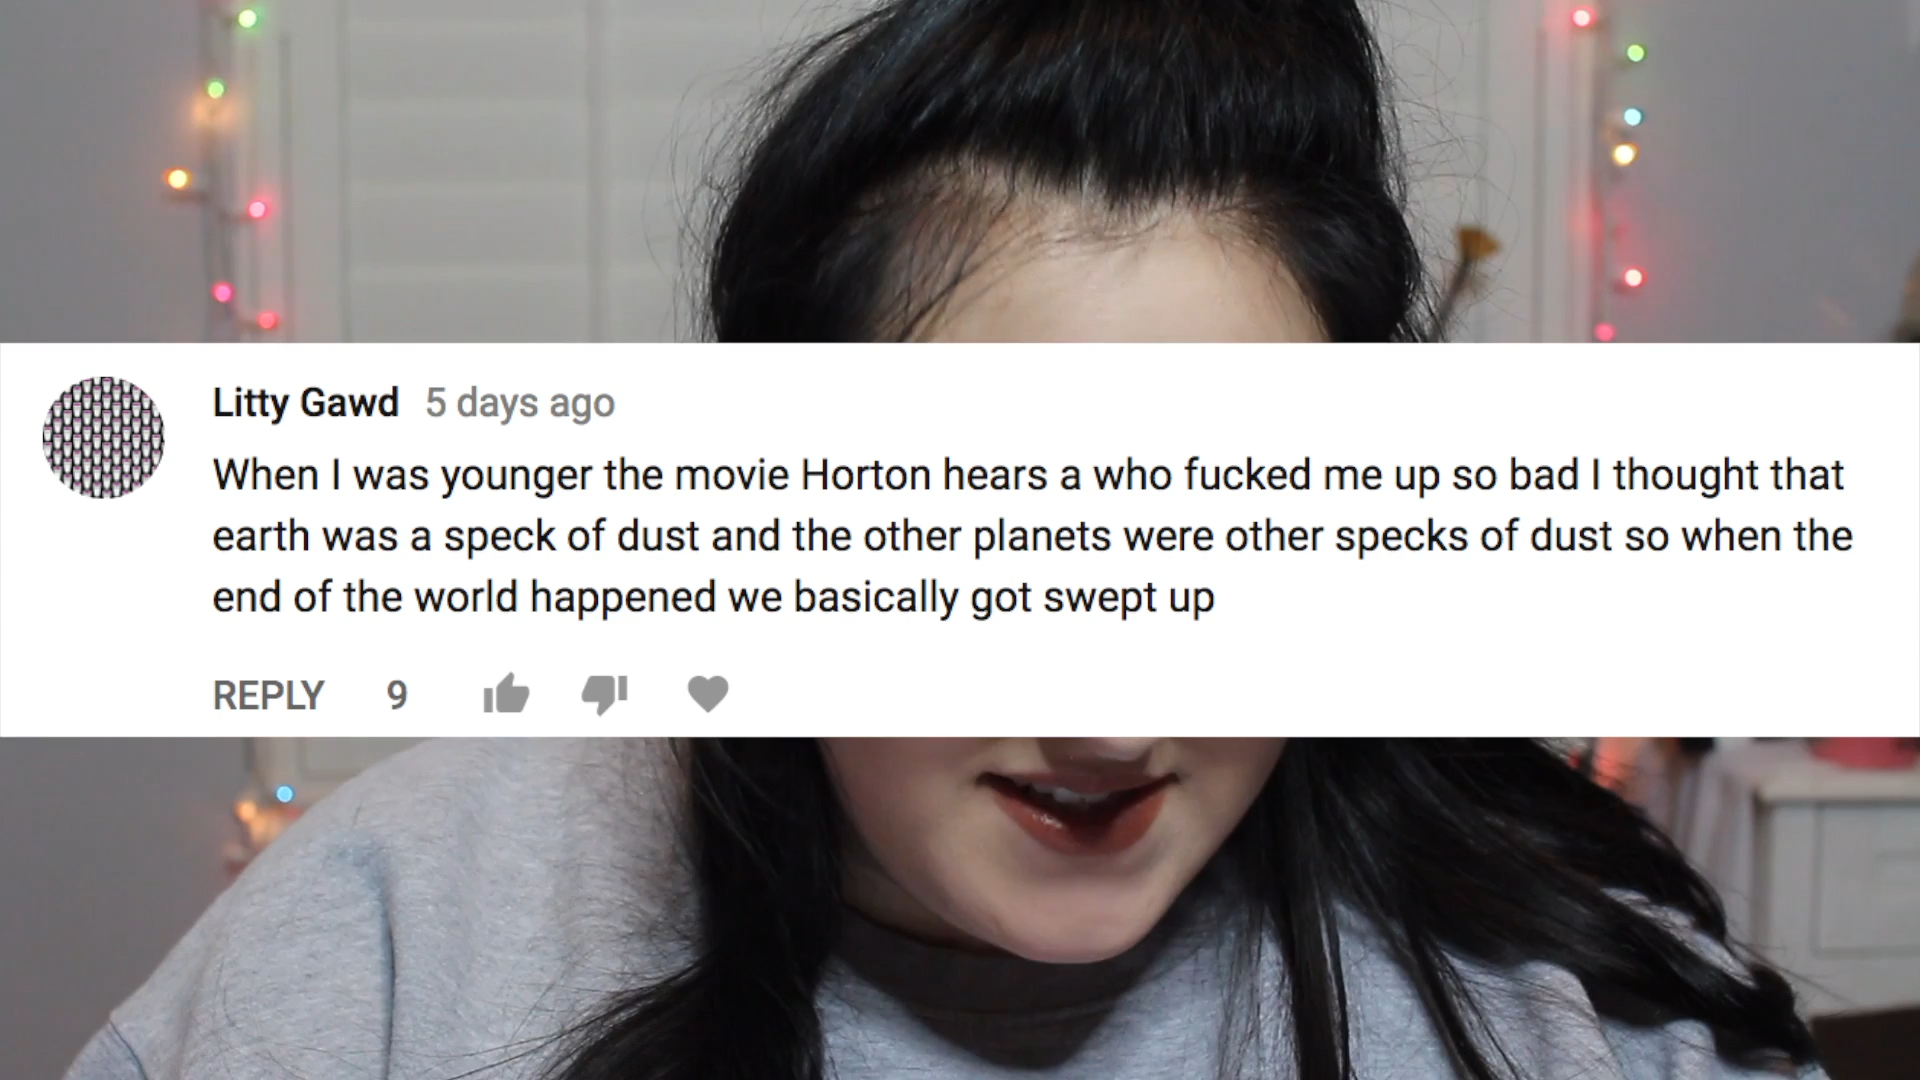 Litty Gawd 5 days ago
When I was younger the movie Horton hears a who fucked me up so bad I thought that
earth was a speck of dust and the other planets were other specks of dust so when the
end of the world happened we basically got swept up
REPLY 9